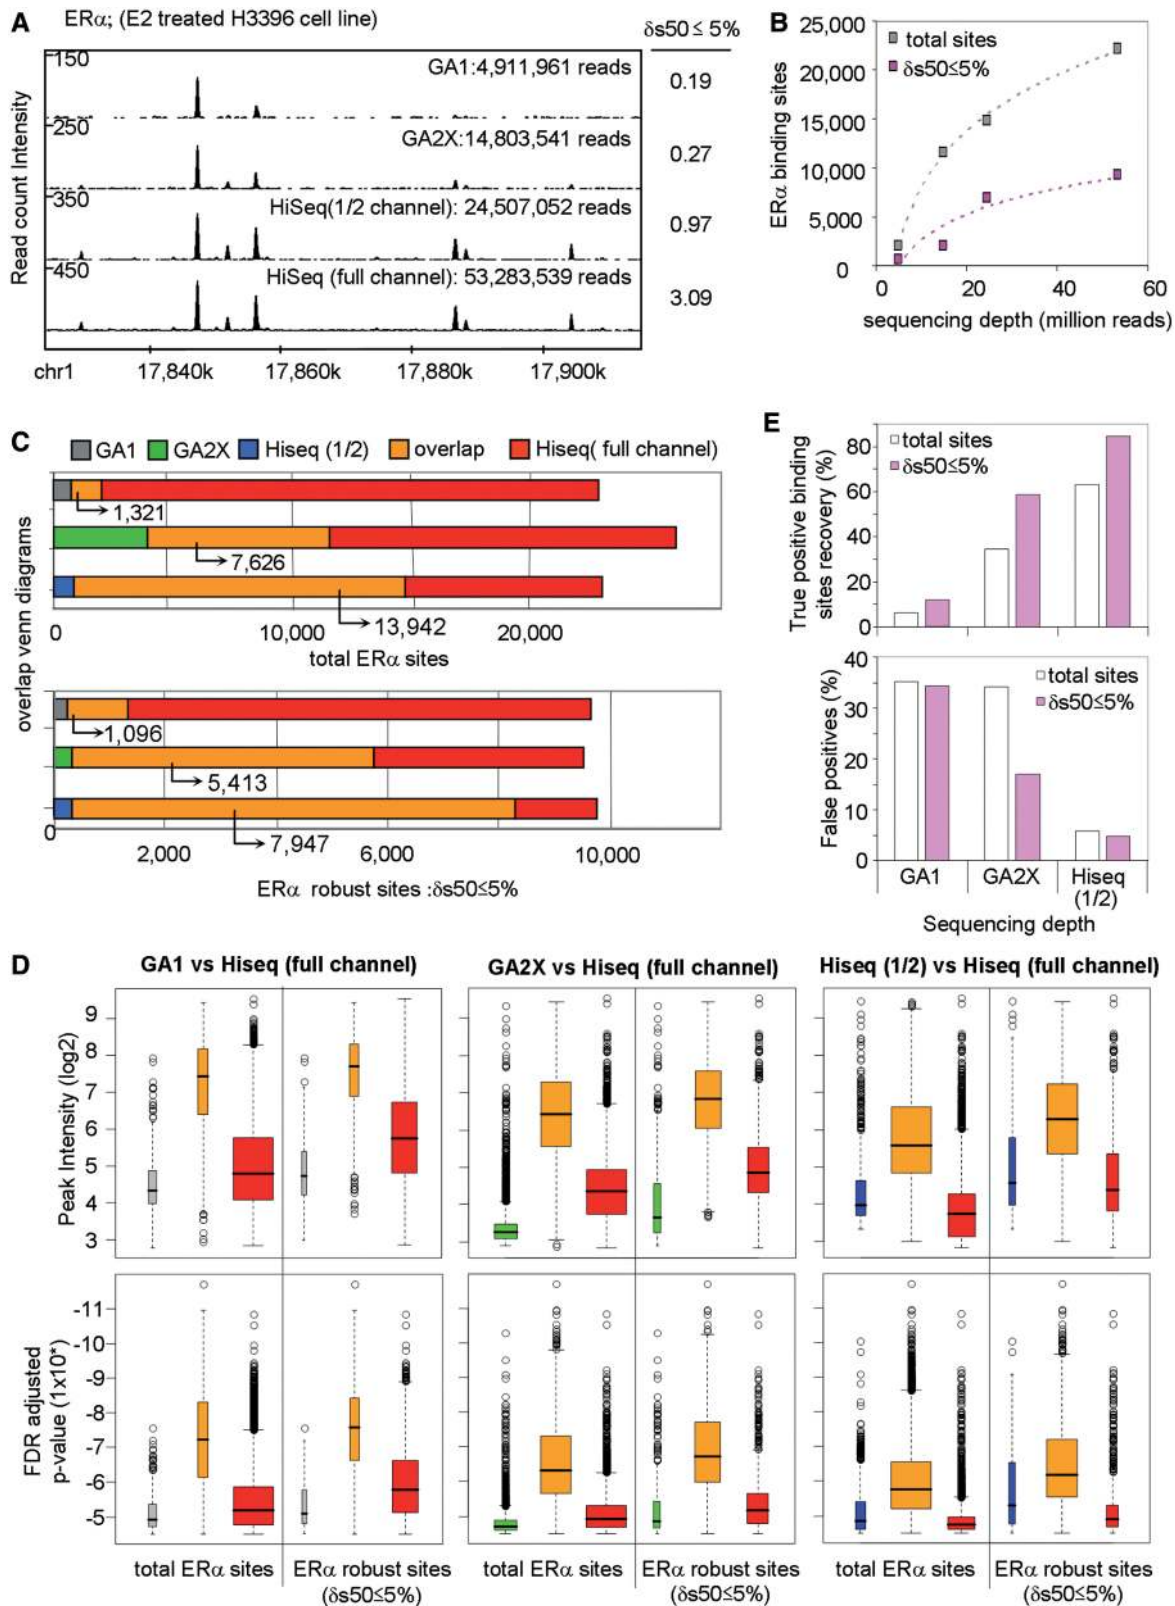 A
ERα; (E2 treated H3396 cell line)
δs50 ≤ 5%
Read count Intensity
150
GA1:4,911,961 reads
0.19
250
GA2X:14,803,541 reads
0.27
350
HiSeq(1/2 channel): 24,507,052 reads
0.97
450
HiSeq (full channel): 53,283,539 reads
3.09
chr1 17,840k 17,860k 17,880k 17,900k
B
ERα binding sites
25,000
20,000
15,000
10,000
5,000
0
total sites
δs50≤5%
0 20 40 60
sequencing depth (million reads)
C
GA1 GA2X Hiseq (1/2) overlap Hiseq( full channel)
overlap venn diagrams
1,321
7,626
13,942
0 10,000 20,000
total ERα sites
1,096
5,413
7,947
0 2,000 6,000 10,000
ERα robust sites :δs50≤5%
E
True positive binding
sites recovery (%)
80
60
40
20
0
total sites
δs50≤5%
False positives (%)
40
30
20
10
0
total sites
δs50≤5%
GA1 GA2X Hiseq
(1/2)
Sequencing depth
D
GA1 vs Hiseq (full channel) GA2X vs Hiseq (full channel) Hiseq (1/2) vs Hiseq (full channel)
Peak Intensity (log2)
9
8
7
6
5
4
3
FDR adjusted
p-value (1x10*)
-11
-10
-9
-8
-7
-6
-5
total ERα sites ERα robust sites total ERα sites ERα robust sites total ERα sites ERα robust sites
(δs50≤5%) (δs50≤5%) (δs50≤5%)